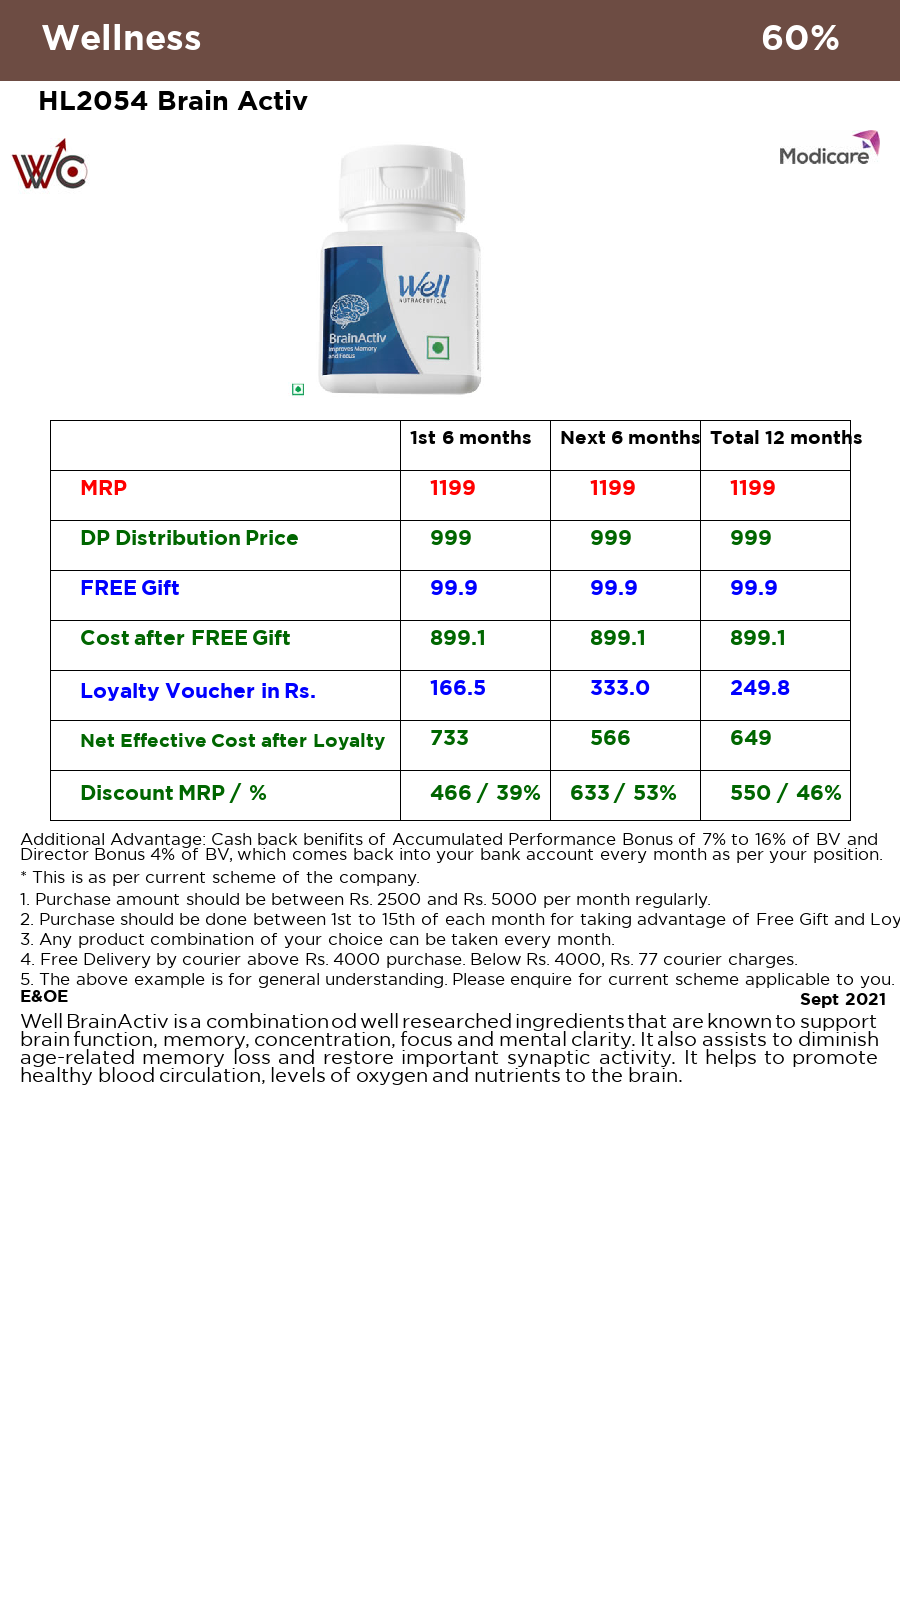 Wellness 60%
HL2054 Brain Activ
WC
Modicare
Well
NUTRACEUTICAL
BrainActiv
Improves Memory
and Focus
1st 6 months Next 6 months Total 12 months
MRP 1199 1199 1199
DP Distribution Price 999 999 999
FREE Gift 99.9 99.9 99.9
Cost after FREE Gift 899.1 899.1 899.1
Loyalty Voucher in Rs. 166.5 333.0 249.8
Net Effective Cost after Loyalty 733 566 649
Discount MRP / % 466 / 39% 633 / 53% 550 / 46%
Additional Advantage: Cash back benifits of Accumulated Performance Bonus of 7% to 16% of BV and
Director Bonus 4% of BV, which comes back into your bank account every month as per your position.
* This is as per current scheme of the company.
1. Purchase amount should be between Rs. 2500 and Rs. 5000 per month regularly.
2. Purchase should be done between 1st to 15th of each month for taking advantage of Free Gift and Loy
3. Any product combination of your choice can be taken every month.
4. Free Delivery by courier above Rs. 4000 purchase. Below Rs. 4000, Rs. 77 courier charges.
5. The above example is for general understanding. Please enquire for current scheme applicable to you.
E&OE Sept 2021
Well BrainActiv is a combination od well researched ingredients that are known to support
brain function, memory, concentration, focus and mental clarity. It also assists to diminish
age-related memory loss and restore important synaptic activity. It helps to promote
healthy blood circulation, levels of oxygen and nutrients to the brain.